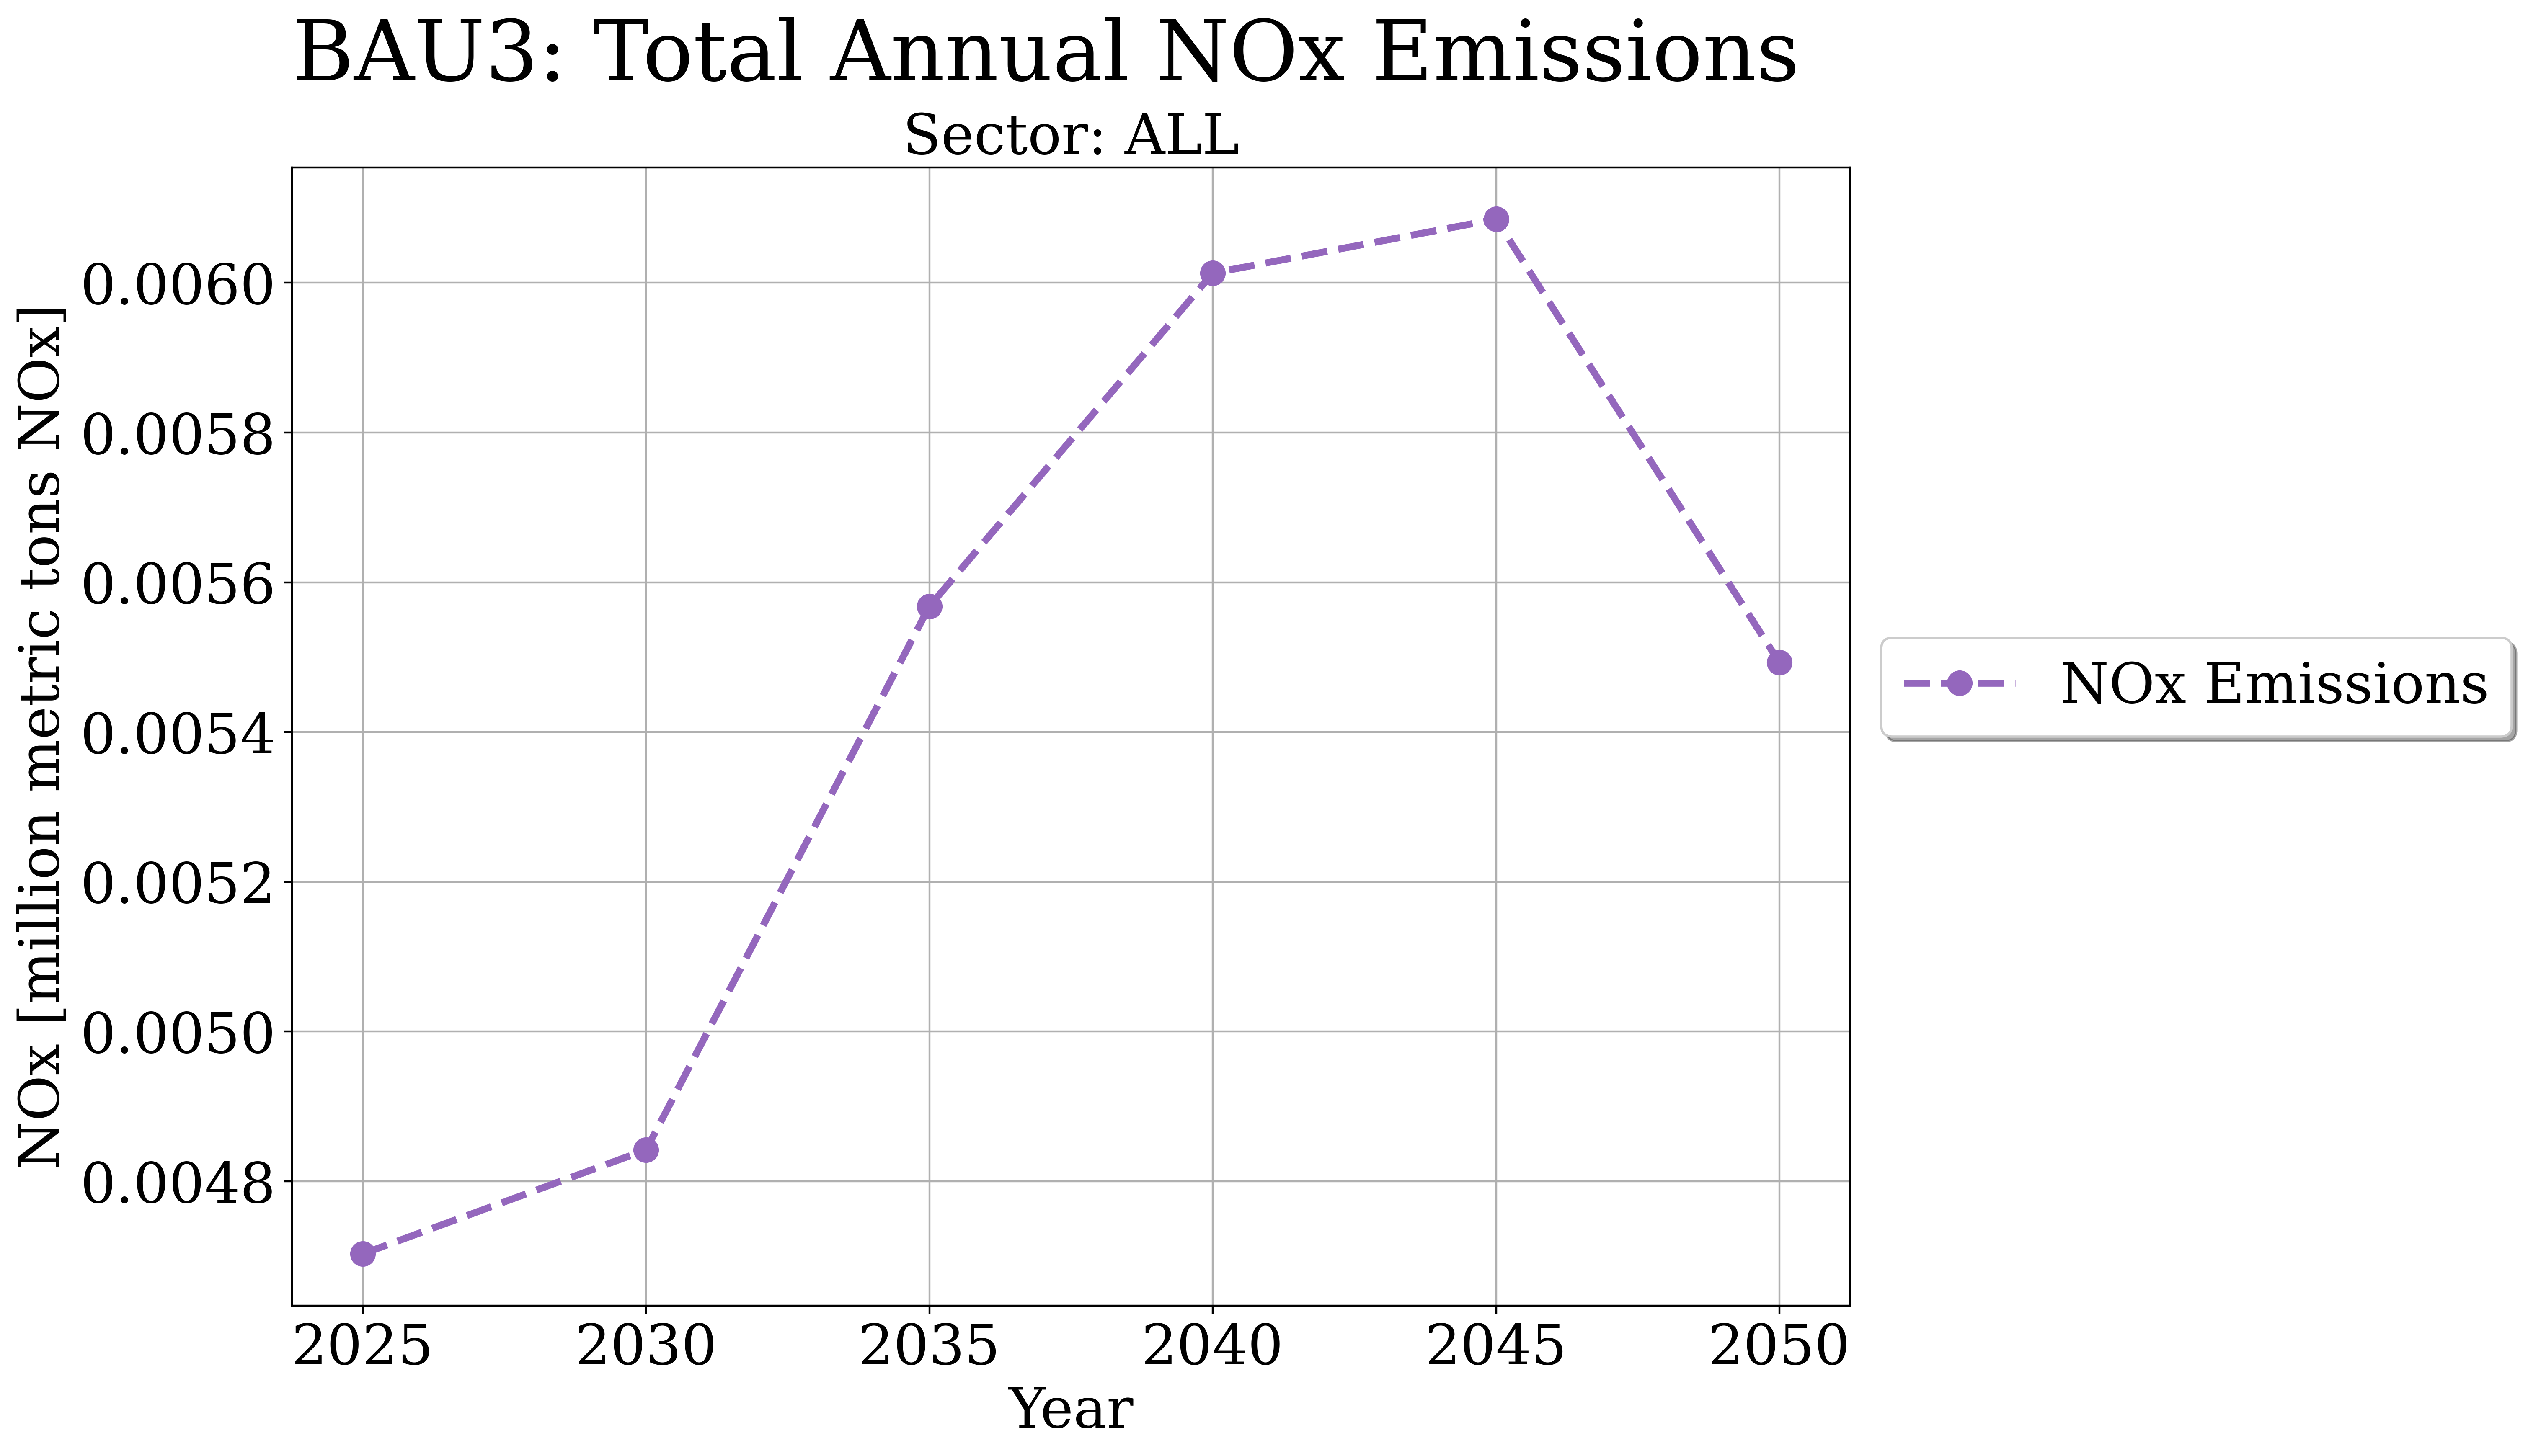 BAU3: Total Annual NOx Emissions
Sector: ALL
NOx [million metric tons NOx]
0.0060
0.0058
0.0056
0.0054
0.0052
0.0050
0.0048
2025 2030 2035 2040 2045 2050
Year
NOx Emissions